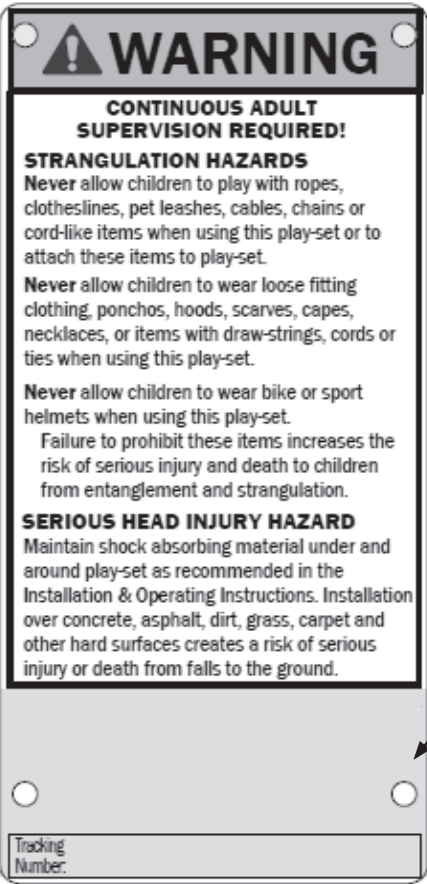 WARNING
CONTINUOUS ADULT
SUPERVISION REQUIRED!
STRANGULATION HAZARDS
Never allow children to play with ropes,
clotheslines, pet leashes, cables, chains or
cord-like items when using this play-set or to
attach these items to play-set.
Never allow children to wear loose fitting
clothing, ponchos, hoods, scarves, capes,
necklaces, or items with draw-strings, cords or
ties when using this play-set.
Never allow children to wear bike or sport
helmets when using this play-set.
Failure to prohibit these items increases the
risk of serious injury and death to children
from entanglement and strangulation.
SERIOUS HEAD INJURY HAZARD
Maintain shock absorbing material under and
around play-set as recommended in the
Installation & Operating Instructions. Installation
over concrete, asphalt, dirt, grass, carpet and
other hard surfaces creates a risk of serious
injury or death from falls to the ground.
Tracking
Number: